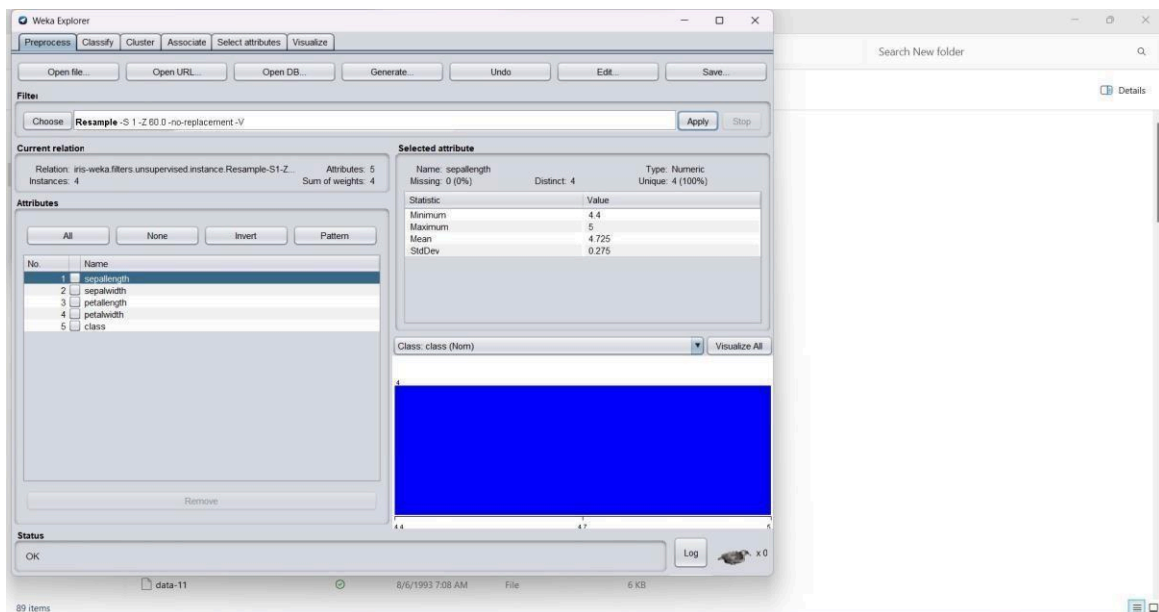 Weka Explorer
Preprocess Classify Cluster Associate Select attributes Visualize
Open file... Open URL... Open DB... Generate... Undo Edit... Save...
Filter
Choose Resample -S 1 -Z 60.0 -no-replacement -V Apply Stop
Current relation
Relation: iris-weka.filters.unsupervised.instance.Resample-S1-Z... Attributes: 5
Instances: 4 Sum of weights: 4
Attributes
All None Invert Pattern
No. Name
1 sepallength
2 sepalwidth
3 petallength
4 petalwidth
5 class
Remove
Selected attribute
Name: sepallength Type: Numeric
Missing: 0 (0%) Distinct: 4 Unique: 4 (100%)
Statistic Value
Minimum 4.4
Maximum 5
Mean 4.725
StdDev 0.275
Class: class (Nom) Visualize All
4
4.4 4.7 5
Status
OK Log x 0
Search New folder
Details
data-11 8/6/1993 7:08 AM File 6 KB
89 items